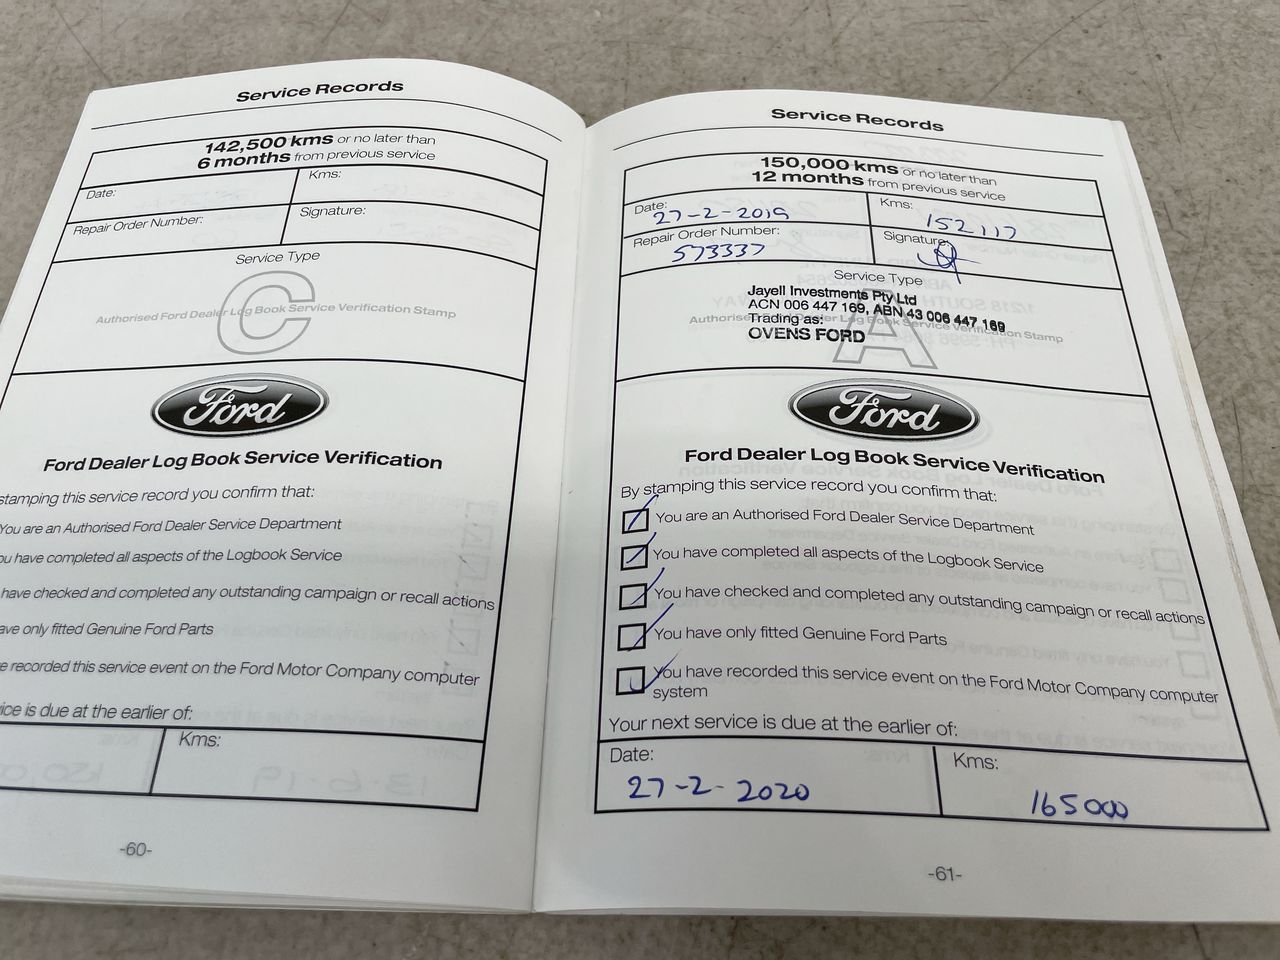 Service Records
142,500 kms or no later than
6 months from previous service
Date:
Kms:
Repair Order Number:
Signature:
Service Type
C
Authorised Ford Dealer Log Book Service Verification Stamp
Ford
Ford Dealer Log Book Service Verification
stamping this service record you confirm that:
You are an Authorised Ford Dealer Service Department
have completed all aspects of the Logbook Service
have checked and completed any outstanding campaign or recall actions
only fitted Genuine Ford Parts
recorded this service event on the Ford Motor Company computer
is due at the earlier of:
Kms:
-60-
Service Records
150,000 kms or no later than
12 months from previous service
Date: 27-2-2019
Kms: 152117
Repair Order Number: 573337
Signature:
Service Type
A
Jayell Investments Pty Ltd
ACN 006 447 169, ABN 43 006 447 169
Trading as:
OVENS FORD
Authorised Ford Dealer Log Book Service Verification Stamp
Ford
Ford Dealer Log Book Service Verification
By stamping this service record you confirm that:
You are an Authorised Ford Dealer Service Department
You have completed all aspects of the Logbook Service
You have checked and completed any outstanding campaign or recall actions
You have only fitted Genuine Ford Parts
You have recorded this service event on the Ford Motor Company computer
system
Your next service is due at the earlier of:
Date: 27-2-2020
Kms: 165000
-61-